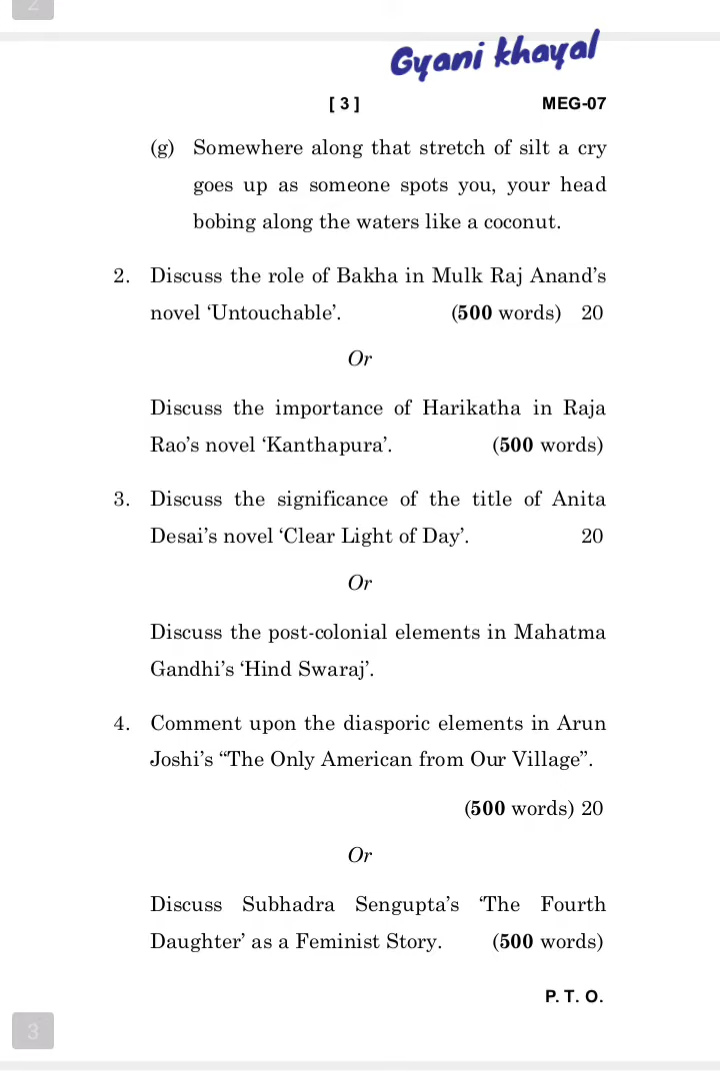 2
Gyani khayal
[ 3 ] MEG-07
(g) Somewhere along that stretch of silt a cry
goes up as someone spots you, your head
bobing along the waters like a coconut.
2. Discuss the role of Bakha in Mulk Raj Anand’s
novel ‘Untouchable’. (500 words) 20
Or
Discuss the importance of Harikatha in Raja
Rao’s novel ‘Kanthapura’. (500 words)
3. Discuss the significance of the title of Anita
Desai’s novel ‘Clear Light of Day’. 20
Or
Discuss the post-colonial elements in Mahatma
Gandhi’s ‘Hind Swaraj’.
4. Comment upon the diasporic elements in Arun
Joshi’s “The Only American from Our Village”.
(500 words) 20
Or
Discuss Subhadra Sengupta’s ‘The Fourth
Daughter’ as a Feminist Story. (500 words)
P. T. O.
3